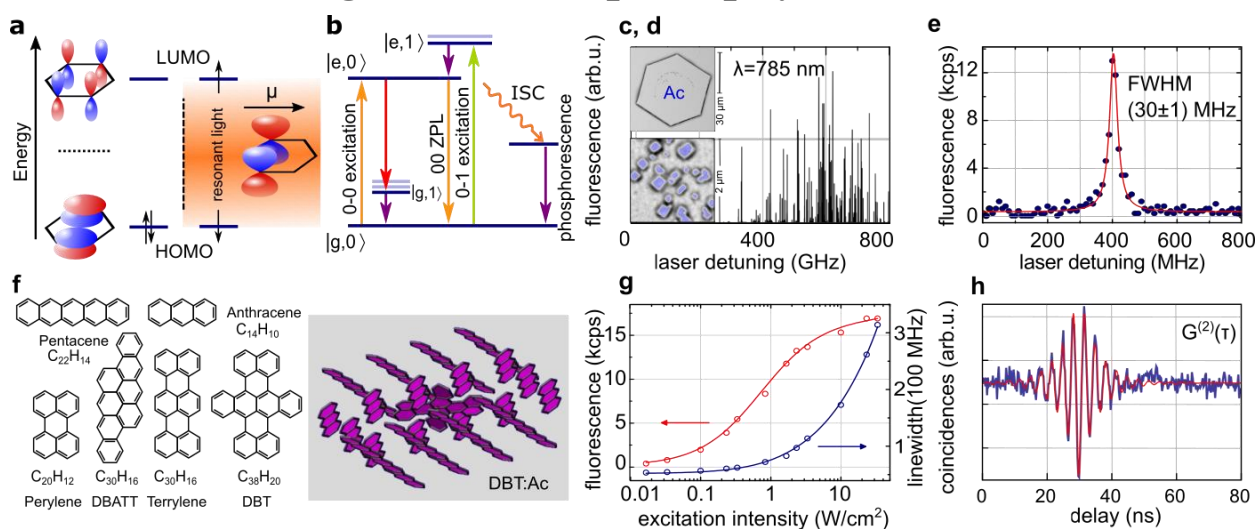 a
Energy
LUMO
HOMO
resonant light
μ
b
|e,1⟩
|e,0⟩
ISC
0-0 excitation
00 ZPL
0-1 excitation
|g,1⟩
|g,0⟩
phosphorescence
c, d
fluorescence (arb.u.)
λ=785 nm
Ac
30 μm
2 μm
0 200 400 600 800
laser detuning (GHz)
e
fluorescence (kcps)
12
8
4
0
FWHM
(30±1) MHz
0 200 400 600 800
laser detuning (MHz)
f
Pentacene
C22H14
Anthracene
C14H10
C20H12
Perylene
C30H16
DBATT
C30H16
Terrylene
C38H20
DBT
DBT:Ac
g
fluorescence (kcps)
15
10
5
0
linewidth(100 MHz)
3
2
1
0.01 0.1 1 10
excitation intensity (W/cm²)
h
coincidences (arb.u.)
G(2)(τ)
0 20 40 60 80
delay (ns)